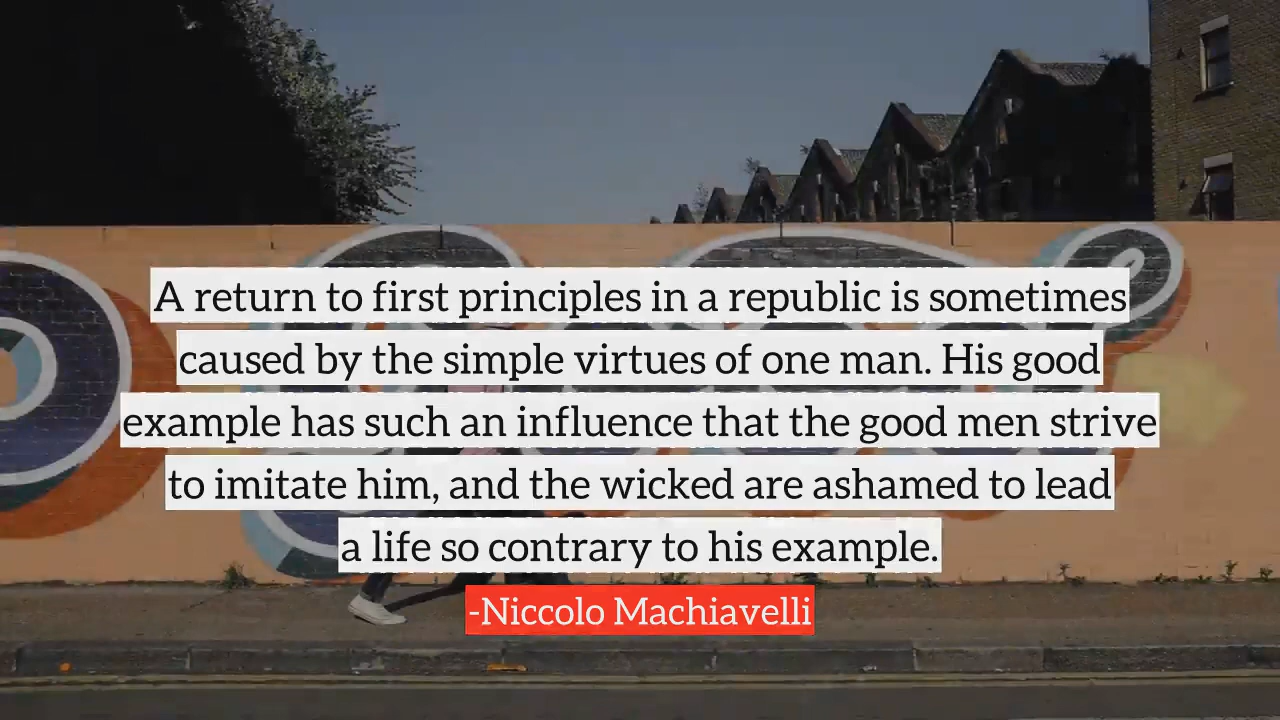 A return to first principles in a republic is sometimes
caused by the simple virtues of one man. His good
example has such an influence that the good men strive
to imitate him, and the wicked are ashamed to lead
a life so contrary to his example.
-Niccolo Machiavelli